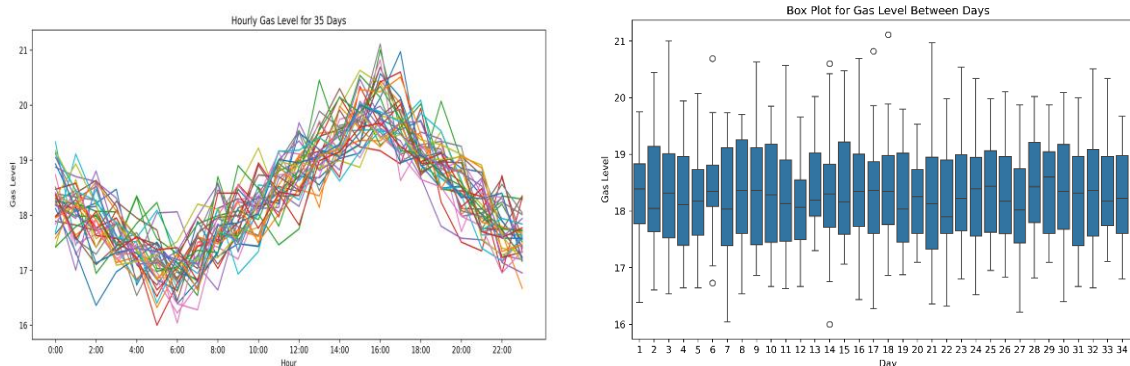 Hourly Gas Level for 35 Days
21
20
19
18
17
16
Gas Level
0:00 2:00 4:00 6:00 8:00 10:00 12:00 14:00 16:00 18:00 20:00 22:00
Hour
Box Plot for Gas Level Between Days
21
20
19
18
17
16
Gas Level
1 2 3 4 5 6 7 8 9 10 11 12 13 14 15 16 17 18 19 20 21 22 23 24 25 26 27 28 29 30 31 32 33 34
Day